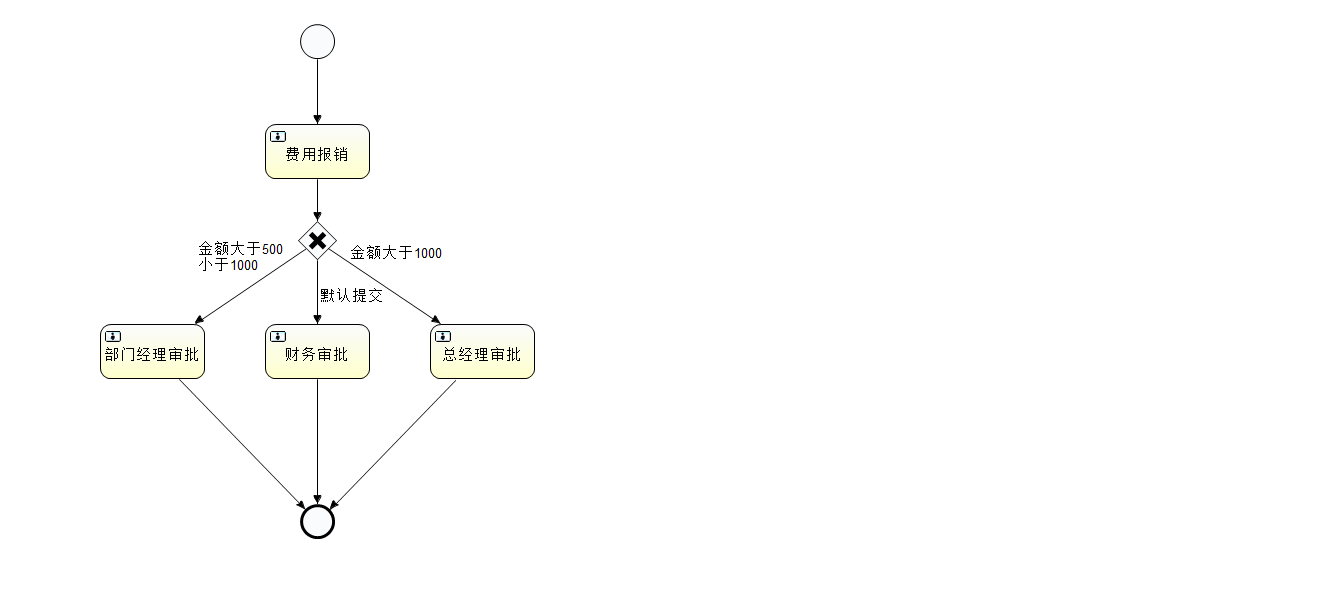 费用报销
金额大于500
小于1000
金额大于1000
默认提交
部门经理审批
财务审批
总经理审批